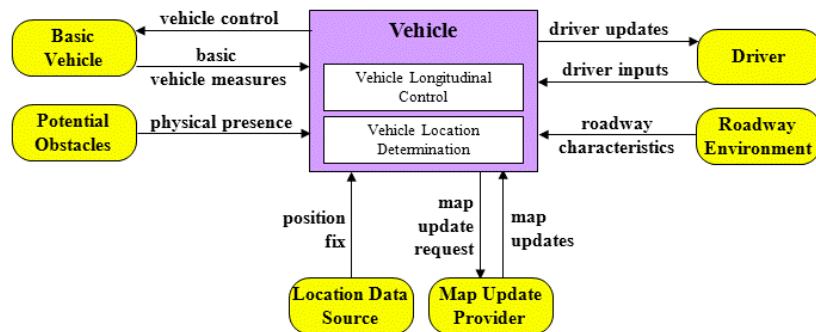 vehicle control
Vehicle
driver updates
Basic
Vehicle
basic
vehicle measures
Vehicle Longitudinal
Control
driver inputs
Driver
Potential
Obstacles
physical presence
Vehicle Location
Determination
roadway
characteristics
Roadway
Environment
position
fix
map
update
request
map
updates
Location Data
Source
Map Update
Provider